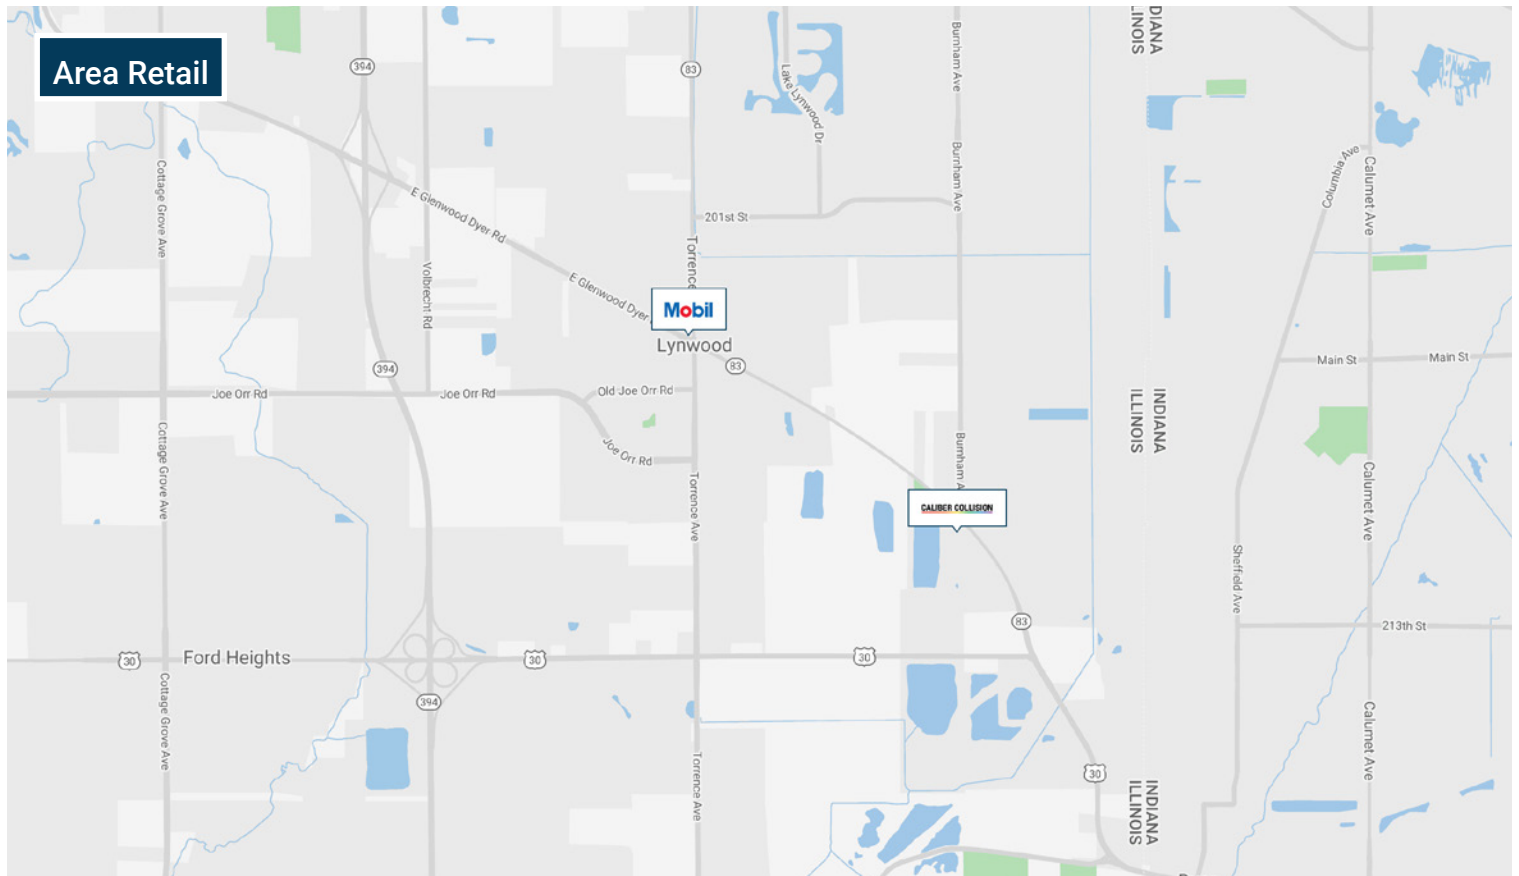 Area Retail
394
83
Lake Lynwood Dr
Burnham Ave
INDIANA
ILLINOIS
Cottage Grove Ave
E Glenwood Dyer Rd
Burnham Ave
Columbia Ave
Calumet Ave
201st St
Volbrecht Rd
E Glenwood Dyer
Torrence
Mobil
Lynwood
83
394
Main St
Main St
Joe Orr Rd
Joe Orr Rd
Old Joe Orr Rd
INDIANA
ILLINOIS
Joe Orr Rd
Cottage Grove Ave
Torrence Ave
Burnham A
Calumet Ave
CALIBER COLLISION
Sheffield Ave
83
213th St
30
Ford Heights
30
30
394
Cottage Grove Ave
Torrence Ave
Calumet Ave
30
INDIANA
ILLINOIS